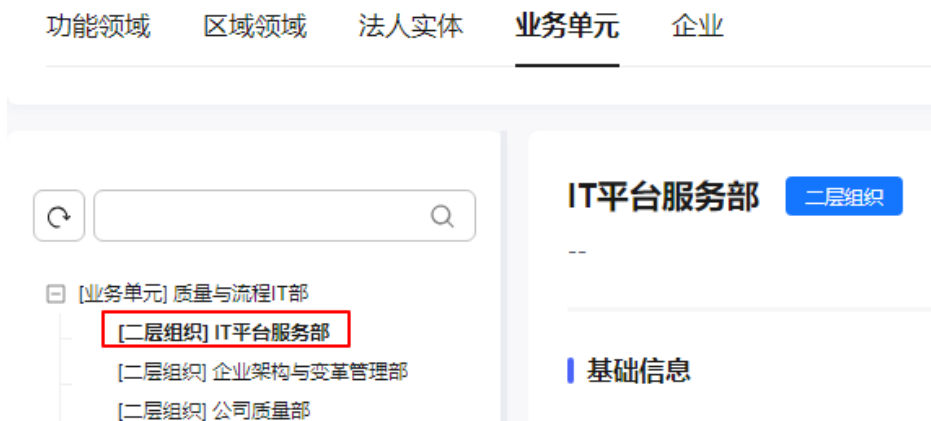 功能领域 区域领域 法人实体 业务单元 企业
IT平台服务部 二层组织
--
[业务单元] 质量与流程IT部
[二层组织] IT平台服务部
[二层组织] 企业架构与变革管理部
[二层组织] 公司质量部
基础信息